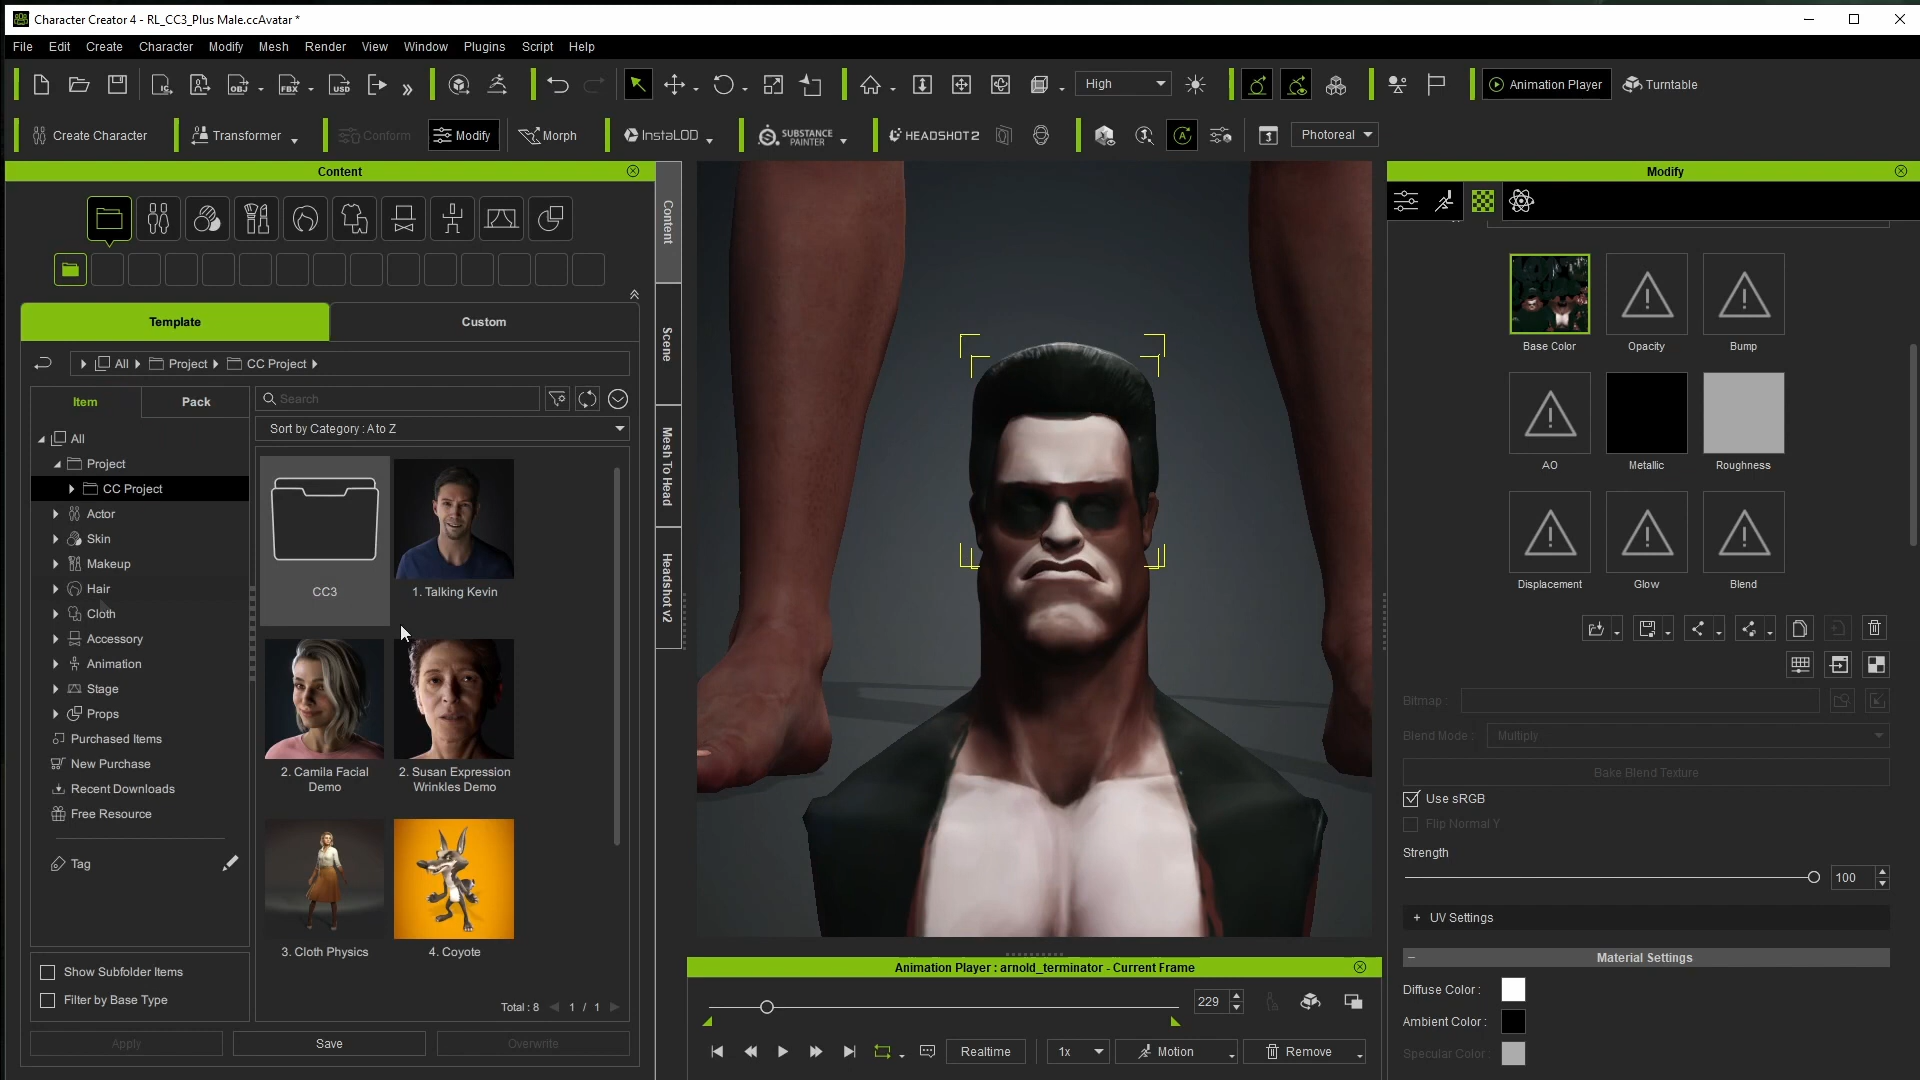 Character Creator 4 - RL_CC3_Plus Male.ccAvatar *
File Edit Create Character Modify Mesh Render View Window Plugins Script Help
OBJ FBX USD High Animation Player Turntable
Create Character Transformer Conform Modify Morph InstaLOD SUBSTANCE PAINTER HEADSHOT 2 A Photoreal
Content
Content
Scene
Mesh To Head
Headshot v2
Template Custom
All Project CC Project
Item Pack
Search
Sort by Category : A to Z
All
Project
CC Project
Actor
Skin
Makeup
Hair
Cloth
Accessory
Animation
Stage
Props
Purchased Items
New Purchase
Recent Downloads
Free Resource
Tag
CC3
1. Talking Kevin
2. Camila Facial Demo
2. Susan Expression Wrinkles Demo
3. Cloth Physics
4. Coyote
Show Subfolder Items
Filter by Base Type
Total : 8 1 / 1
Apply Save Overwrite
Animation Player : arnold_terminator - Current Frame
229
Realtime 1x Motion Remove
Modify
Base Color Opacity Bump
AO Metallic Roughness
Displacement Glow Blend
Bitmap :
Blend Mode : Multiply
Bake Blend Texture
Use sRGB
Flip Normal Y
Strength
100
+ UV Settings
Material Settings
Diffuse Color :
Ambient Color :
Specular Color :